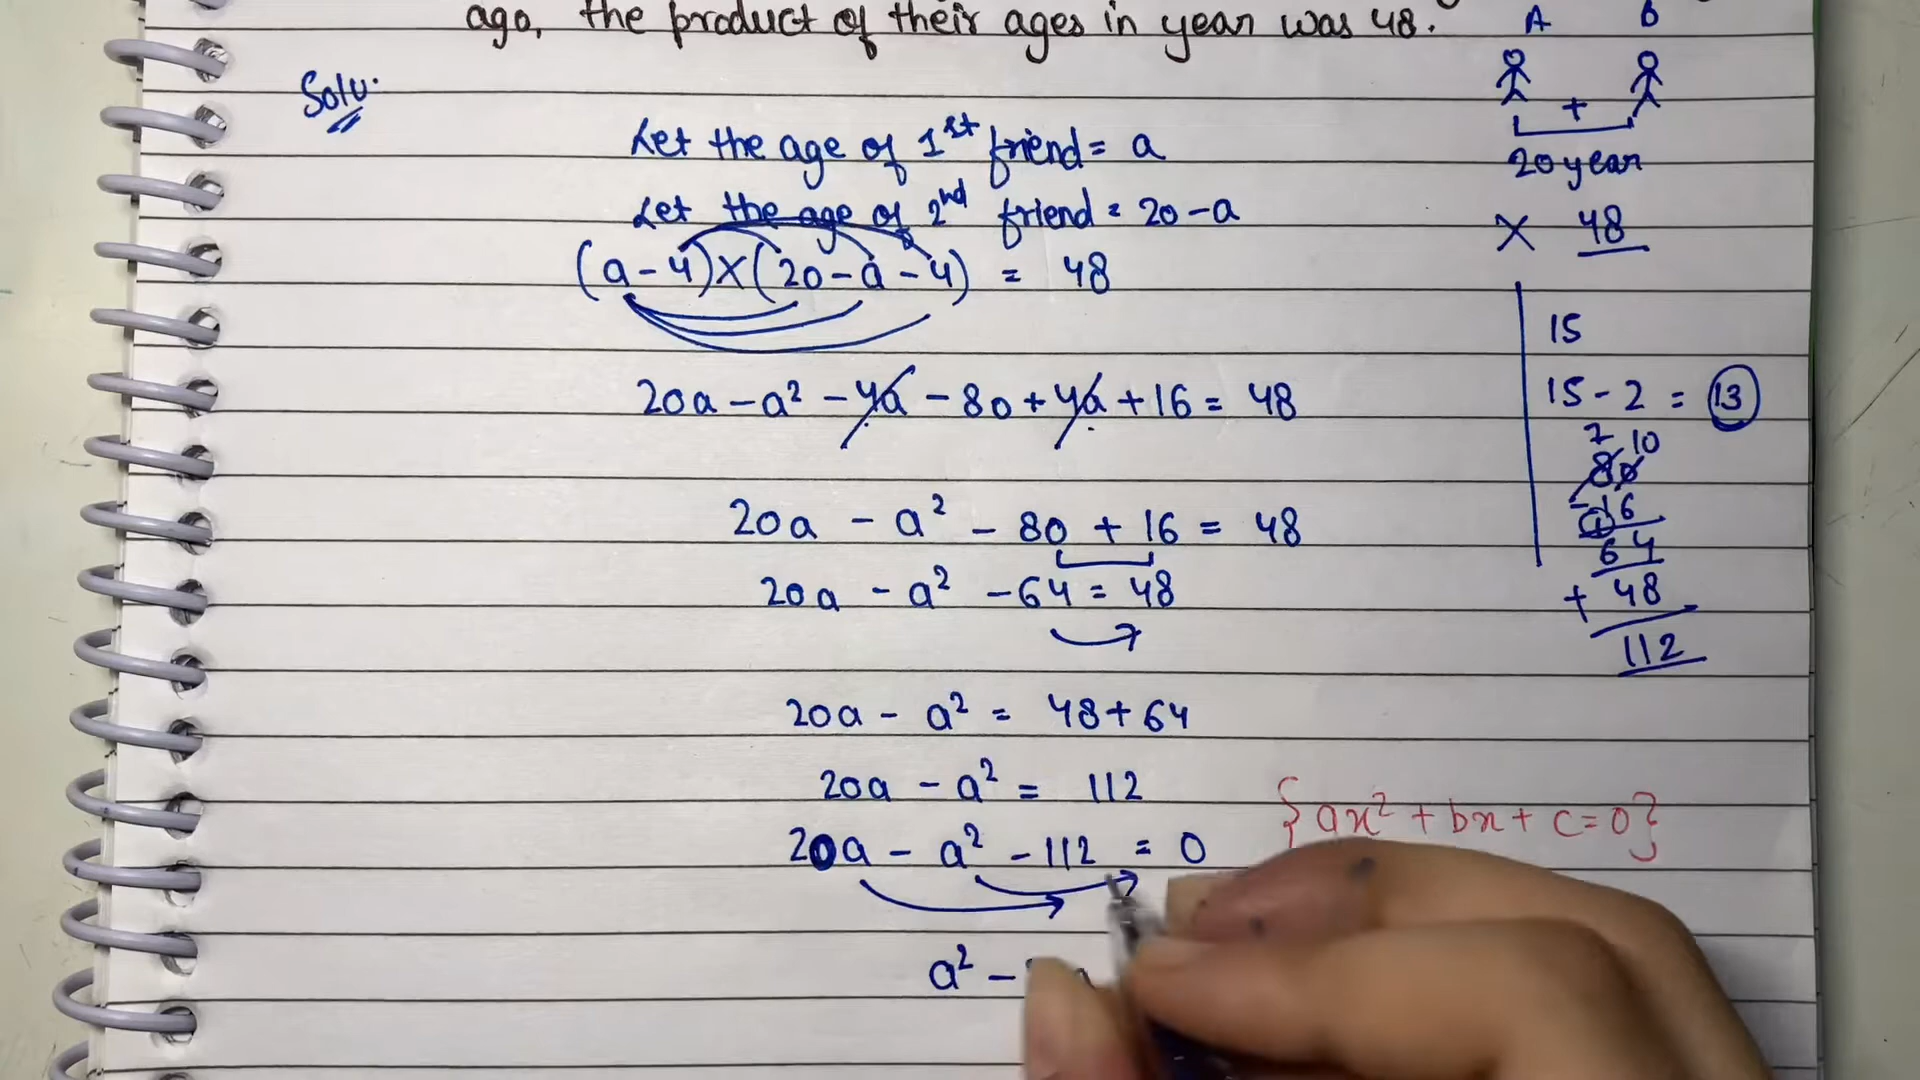 ago, the product of their ages in year was 48.
A B
Solu.
+
Let the age of 1st friend = a
20 year
Let the age of 2nd friend = 20 - a
× 48
(a - 4) × (20 - a - 4) = 48
15
20a - a² - 4a - 80 + 4a + 16 = 48
15 - 2 = 13
7 10
80
- 16
20a - a² - 80 + 16 = 48
64
20a - a² - 64 = 48
+ 48
112
20a - a² = 48 + 64
20a - a² = 112
{ax² + bx + c = 0}
20a - a² - 112 = 0
a² -